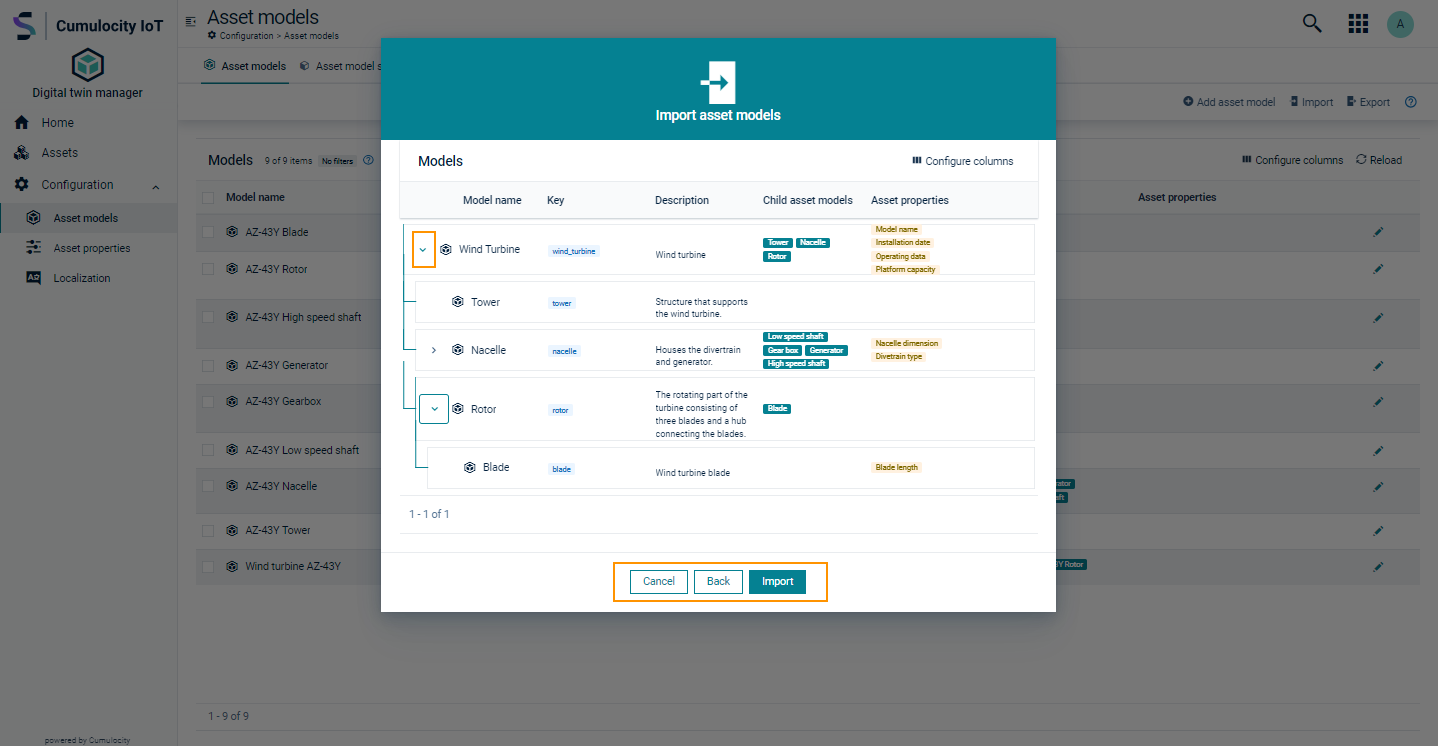 Cumulocity IoT
Digital twin manager
Home
Assets
Configuration
Asset models
Asset properties
Localization
powered by Cumulocity
Asset models
Configuration > Asset models
A
Asset models
Asset model s
Add asset model
Import
Export
Models
9 of 9 items
No filters
Configure columns
Reload
Model name
Asset properties
AZ-43Y Blade
AZ-43Y Rotor
AZ-43Y High speed shaft
AZ-43Y Generator
AZ-43Y Gearbox
AZ-43Y Low speed shaft
AZ-43Y Nacelle
rator
aft
AZ-43Y Tower
Wind turbine AZ-43Y
3Y Rotor
1 - 9 of 9
Import asset models
Models
Configure columns
Model name Key Description Child asset models Asset properties
Wind Turbine
wind_turbine
Wind turbine
Tower Nacelle
Rotor
Model name
Installation date
Operating data
Platform capacity
Tower
tower
Structure that supports
the wind turbine.
Nacelle
nacelle
Houses the divertrain
and generator.
Low speed shaft
Gear box Generator
High speed shaft
Nacelle dimension
Divetrain type
Rotor
rotor
The rotating part of the
turbine consisting of
three blades and a hub
connecting the blades.
Blade
Blade
blade
Wind turbine blade
Blade length
1 - 1 of 1
Cancel
Back
Import